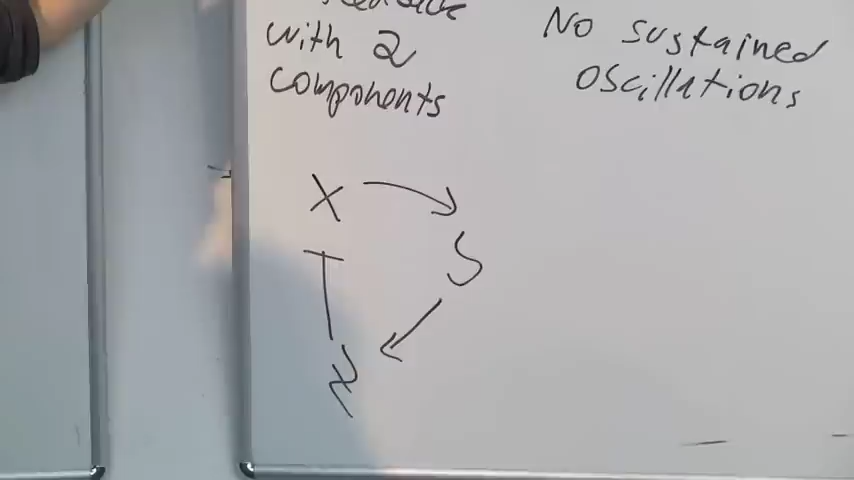 with 2
components
No sustained
oscillations
X
Z